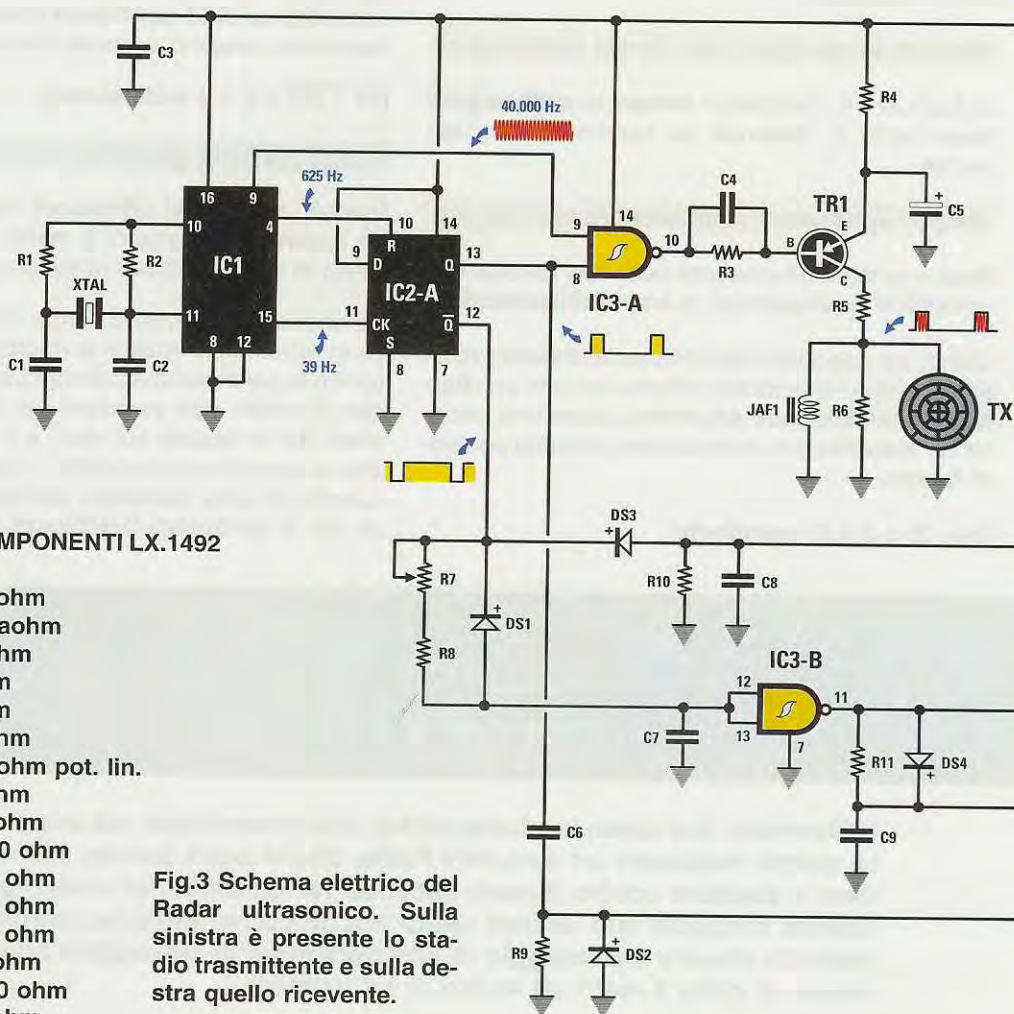 C3
40.000 Hz
R4
625 Hz
C4
TR1
C5
16
9
10
4
IC1
R1
R2
XTAL
11
15
8
12
C1
C2
39 Hz
10
14
R
9
D
Q
13
IC2-A
11
CK
Q
12
S
8
7
9
14
10
8
IC3-A
R3
B
E
C
R5
JAF1
R6
TX
MPONENTI LX.1492
ohm
aohm
hm
m
m
hm
ohm pot. lin.
hm
ohm
0 ohm
ohm
ohm
ohm
ohm
0 ohm
ohm
R7
R8
DS1
DS3
R10
C8
IC3-B
12
13
11
7
C7
R11
DS4
C9
C6
R9
DS2
Fig.3 Schema elettrico del
Radar ultrasonico. Sulla
sinistra è presente lo sta-
dio trasmittente e sulla de-
stra quello ricevente.